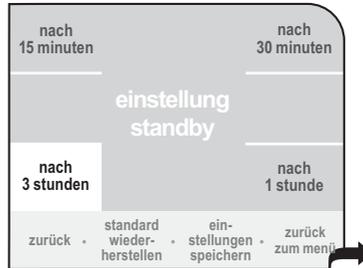 nach
15 minuten
nach
30 minuten
einstellung
standby
nach
3 stunden
nach
1 stunde
zurück
standard
wieder-
herstellen
ein-
stellungen
speichern
zurück
zum menü